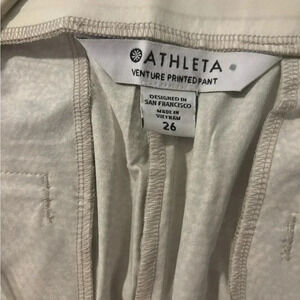 ATHLETA
VENTURE PRINTED PANT
DESIGNED IN
SAN FRANCISCO
MADE IN
VIETNAM
26